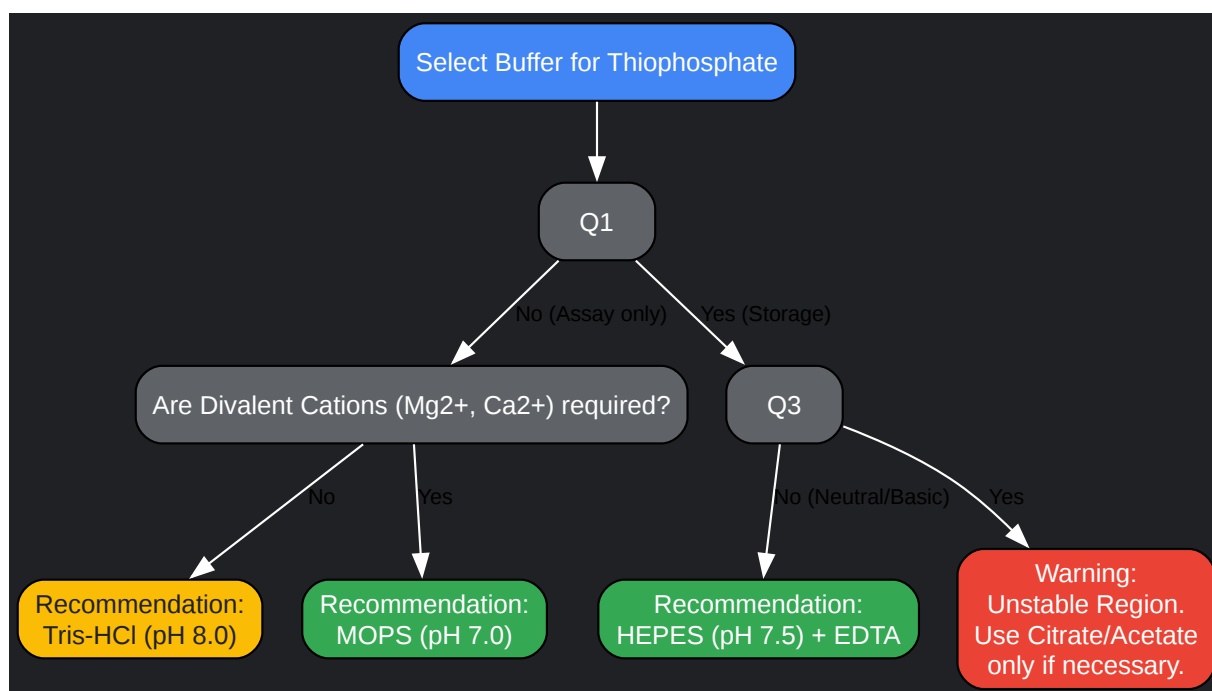 Select Buffer for Thiophosphate
Q1
No (Assay only)
Yes (Storage)
Are Divalent Cations (Mg2+, Ca2+) required?
Q3
No
Yes
No (Neutral/Basic)
Yes
Recommendation:
Tris-HCl (pH 8.0)
Recommendation:
MOPS (pH 7.0)
Recommendation:
HEPES (pH 7.5) + EDTA
Warning:
Unstable Region.
Use Citrate/Acetate
only if necessary.